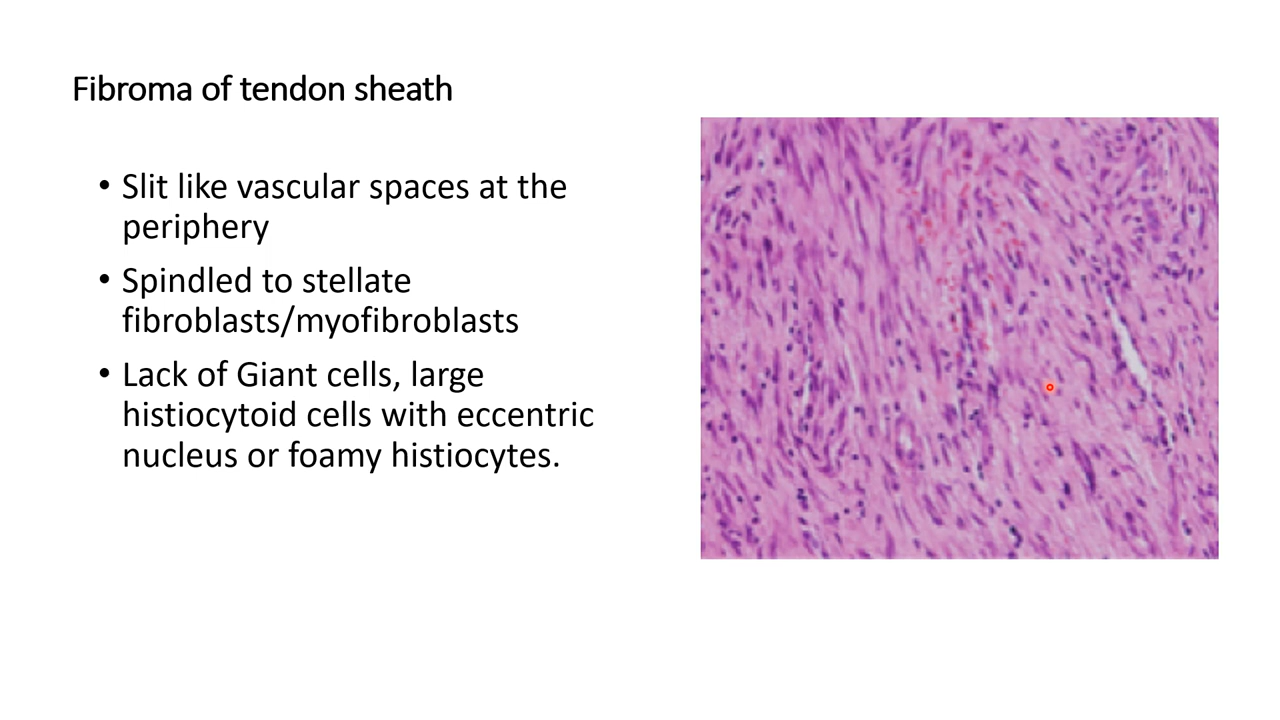 Fibroma of tendon sheath
• Slit like vascular spaces at the
periphery
• Spindled to stellate
fibroblasts/myofibroblasts
• Lack of Giant cells, large
histiocytoid cells with eccentric
nucleus or foamy histiocytes.